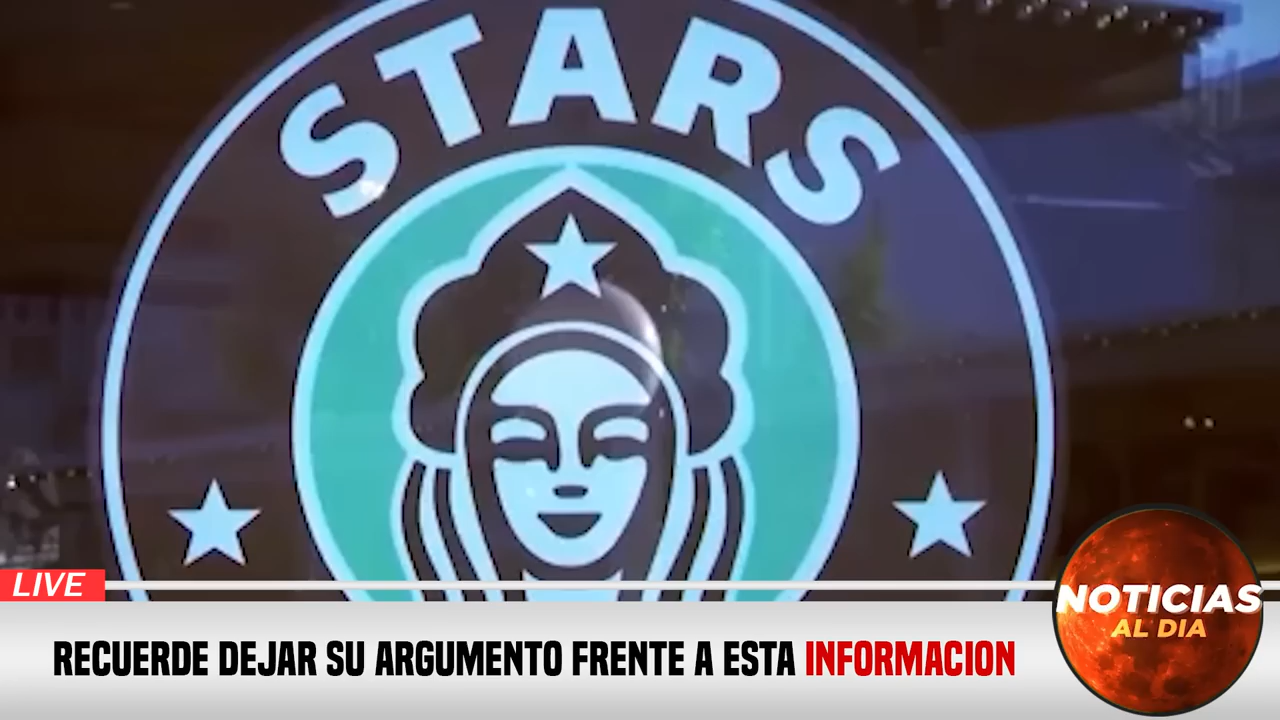 STARS
LIVE
NOTICIAS
AL DIA
RECUERDE DEJAR SU ARGUMENTO FRENTE A ESTA INFORMACION